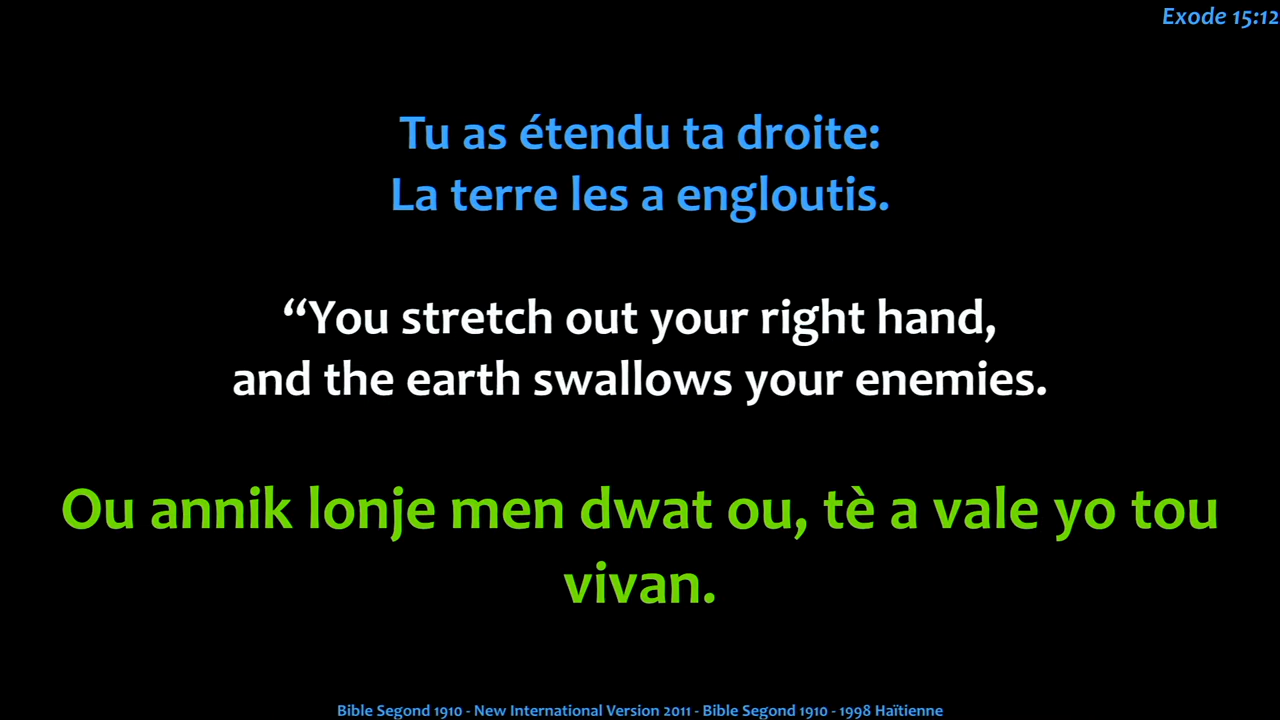 Exode 15:12
Tu as étendu ta droite:
La terre les a engloutis.
“You stretch out your right hand,
and the earth swallows your enemies.
Ou annik lonje men dwat ou, tè a vale yo tou
vivan.
Bible Segond 1910 - New International Version 2011 - Bible Segond 1910 - 1998 Haïtienne